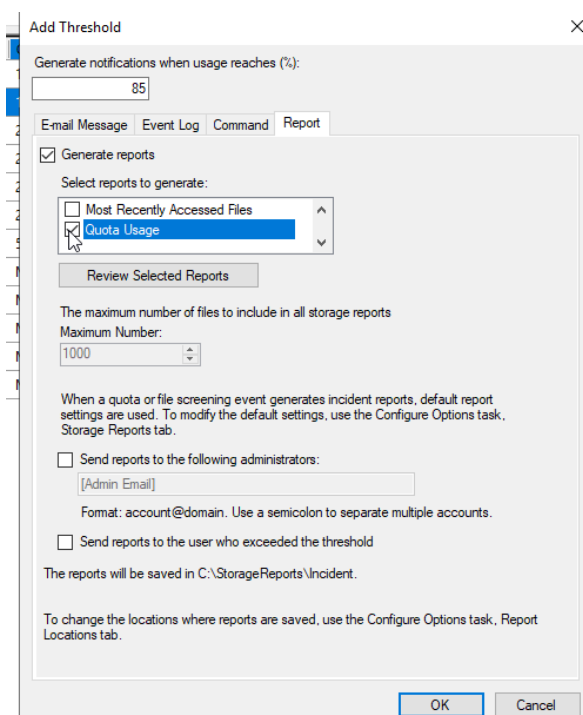 Add Threshold
Generate notifications when usage reaches (%):
85
E-mail Message Event Log Command Report
Generate reports
Select reports to generate:
Most Recently Accessed Files
Quota Usage
Review Selected Reports
The maximum number of files to include in all storage reports
Maximum Number:
1000
When a quota or file screening event generates incident reports, default report
settings are used. To modify the default settings, use the Configure Options task,
Storage Reports tab.
Send reports to the following administrators:
[Admin Email]
Format: account@domain. Use a semicolon to separate multiple accounts.
Send reports to the user who exceeded the threshold
The reports will be saved in C:\StorageReports\Incident.
To change the locations where reports are saved, use the Configure Options task, Report
Locations tab.
OK Cancel